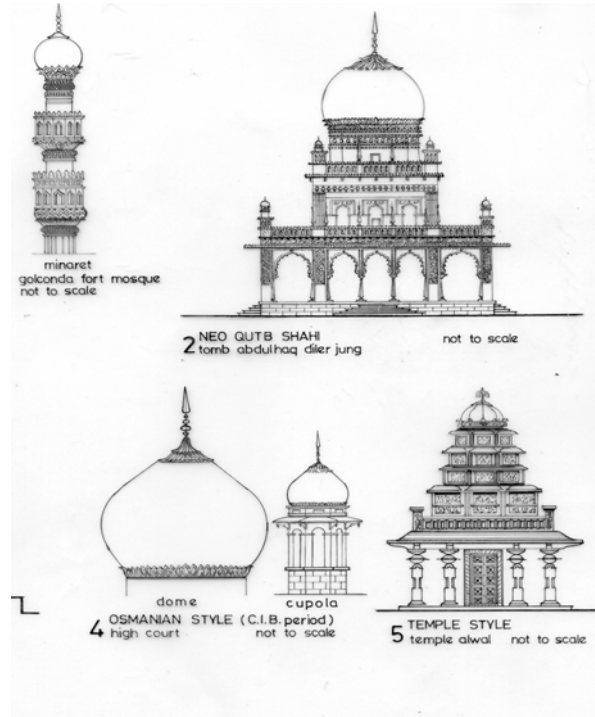 minaret
golconda fort mosque
not to scale
2 NEO QUTB SHAHI
tomb abdulhaq diler jung not to scale
dome cupola
4 OSMANIAN STYLE (C.I.B. period)
high court not to scale
5 TEMPLE STYLE
temple alwal not to scale